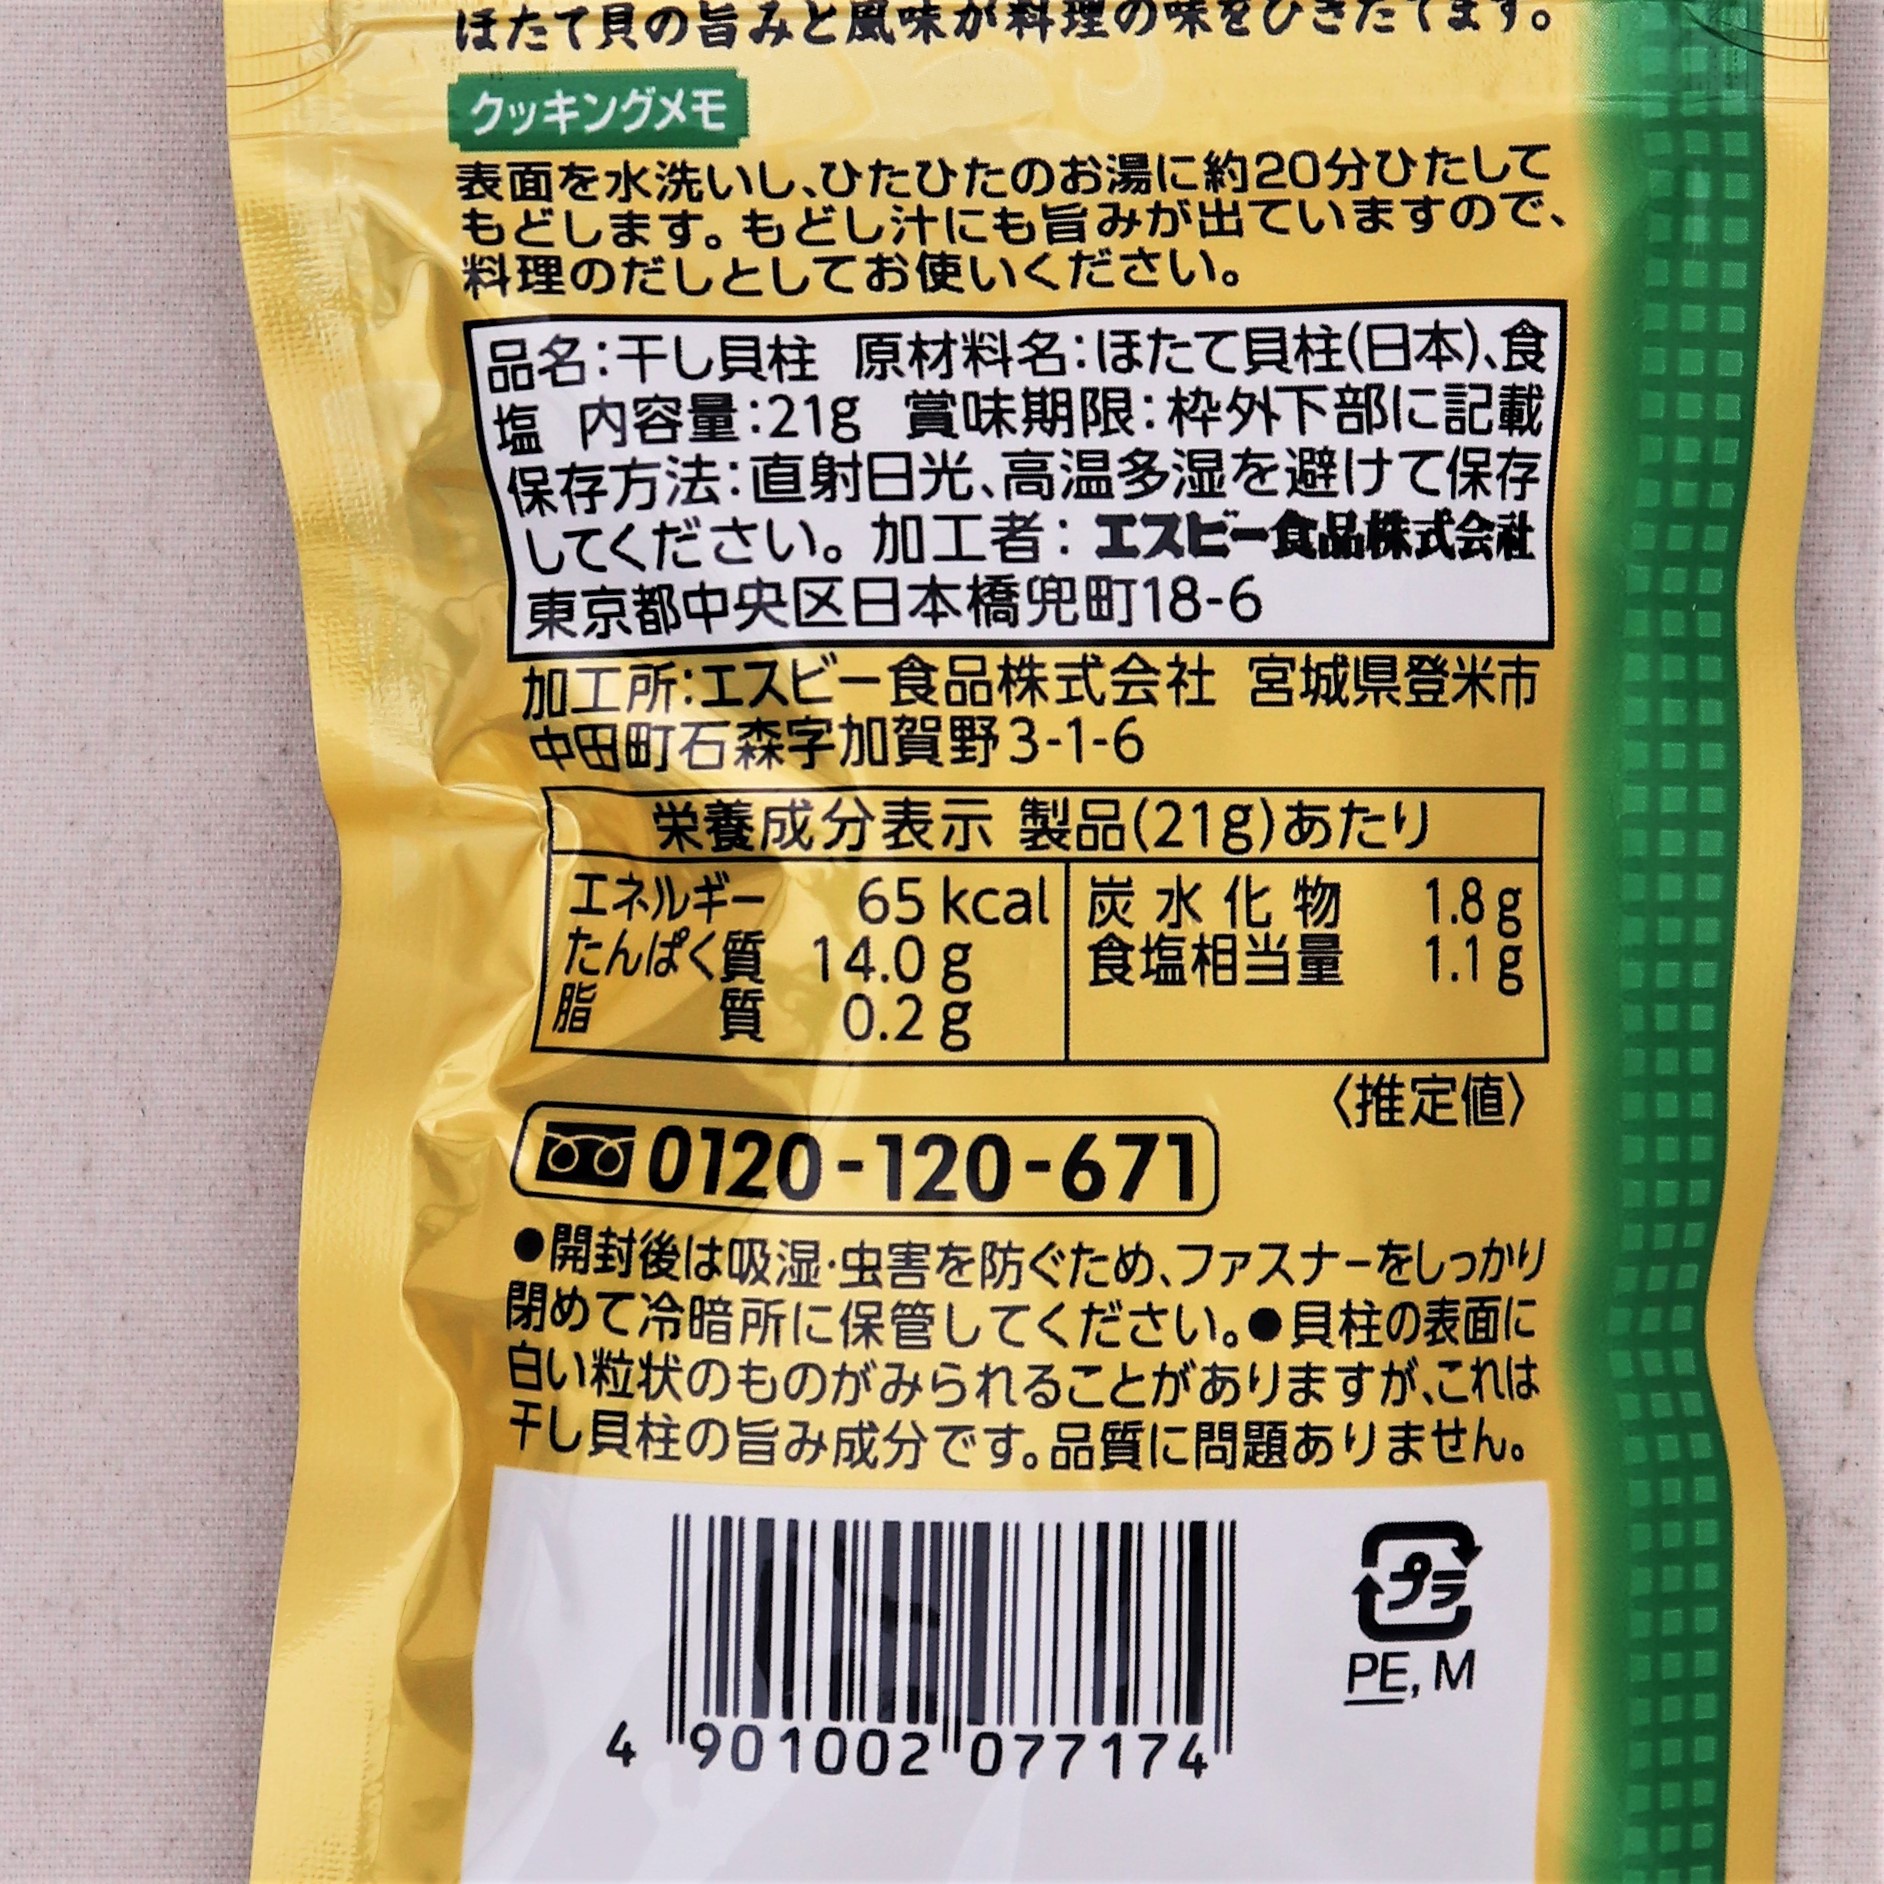 ほたて貝の旨みと風味が料理の味をひきたてます。
クッキングメモ
表面を水洗いし、ひたひたのお湯に約20分ひたして
もどします。もどし汁にも旨みが出ていますので、
料理のだしとしてお使いください。
品名:干し貝柱 原材料名:ほたて貝柱(日本)、食
塩 内容量:21g 賞味期限:枠外下部に記載
保存方法:直射日光、高温多湿を避けて保存
してください。加工者:エスビー食品株式会社
東京都中央区日本橋兜町18-6
加工所:エスビー食品株式会社 宮城県登米市
中田町石森字加賀野3-1-6
栄養成分表示 製品(21g)あたり
エネルギー 65kcal 炭水化物 1.8g
たんぱく質 14.0g 食塩相当量 1.1g
脂質 0.2g
〈推定値〉
0120-120-671
●開封後は吸湿・虫害を防ぐため、ファスナーをしっかり
閉めて冷暗所に保管してください。●貝柱の表面に
白い粒状のものがみられることがありますが、これは
干し貝柱の旨み成分です。品質に問題ありません。
プラ
PE, M
4 901002 077174